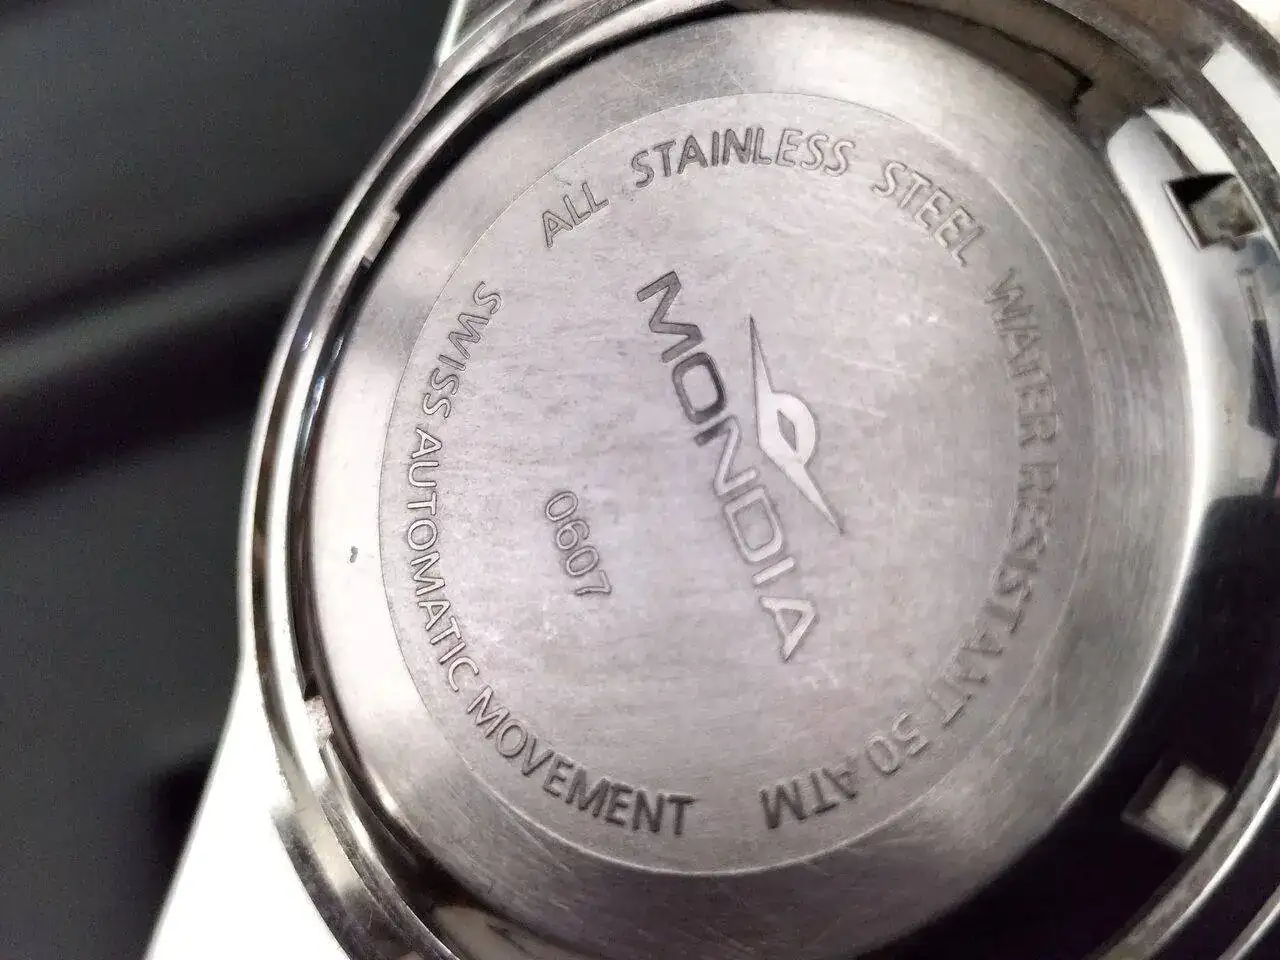 ALL STAINLESS STEEL WATER RESISTANT 50 ATM
SWISS AUTOMATIC MOVEMENT
MONDIA
0607